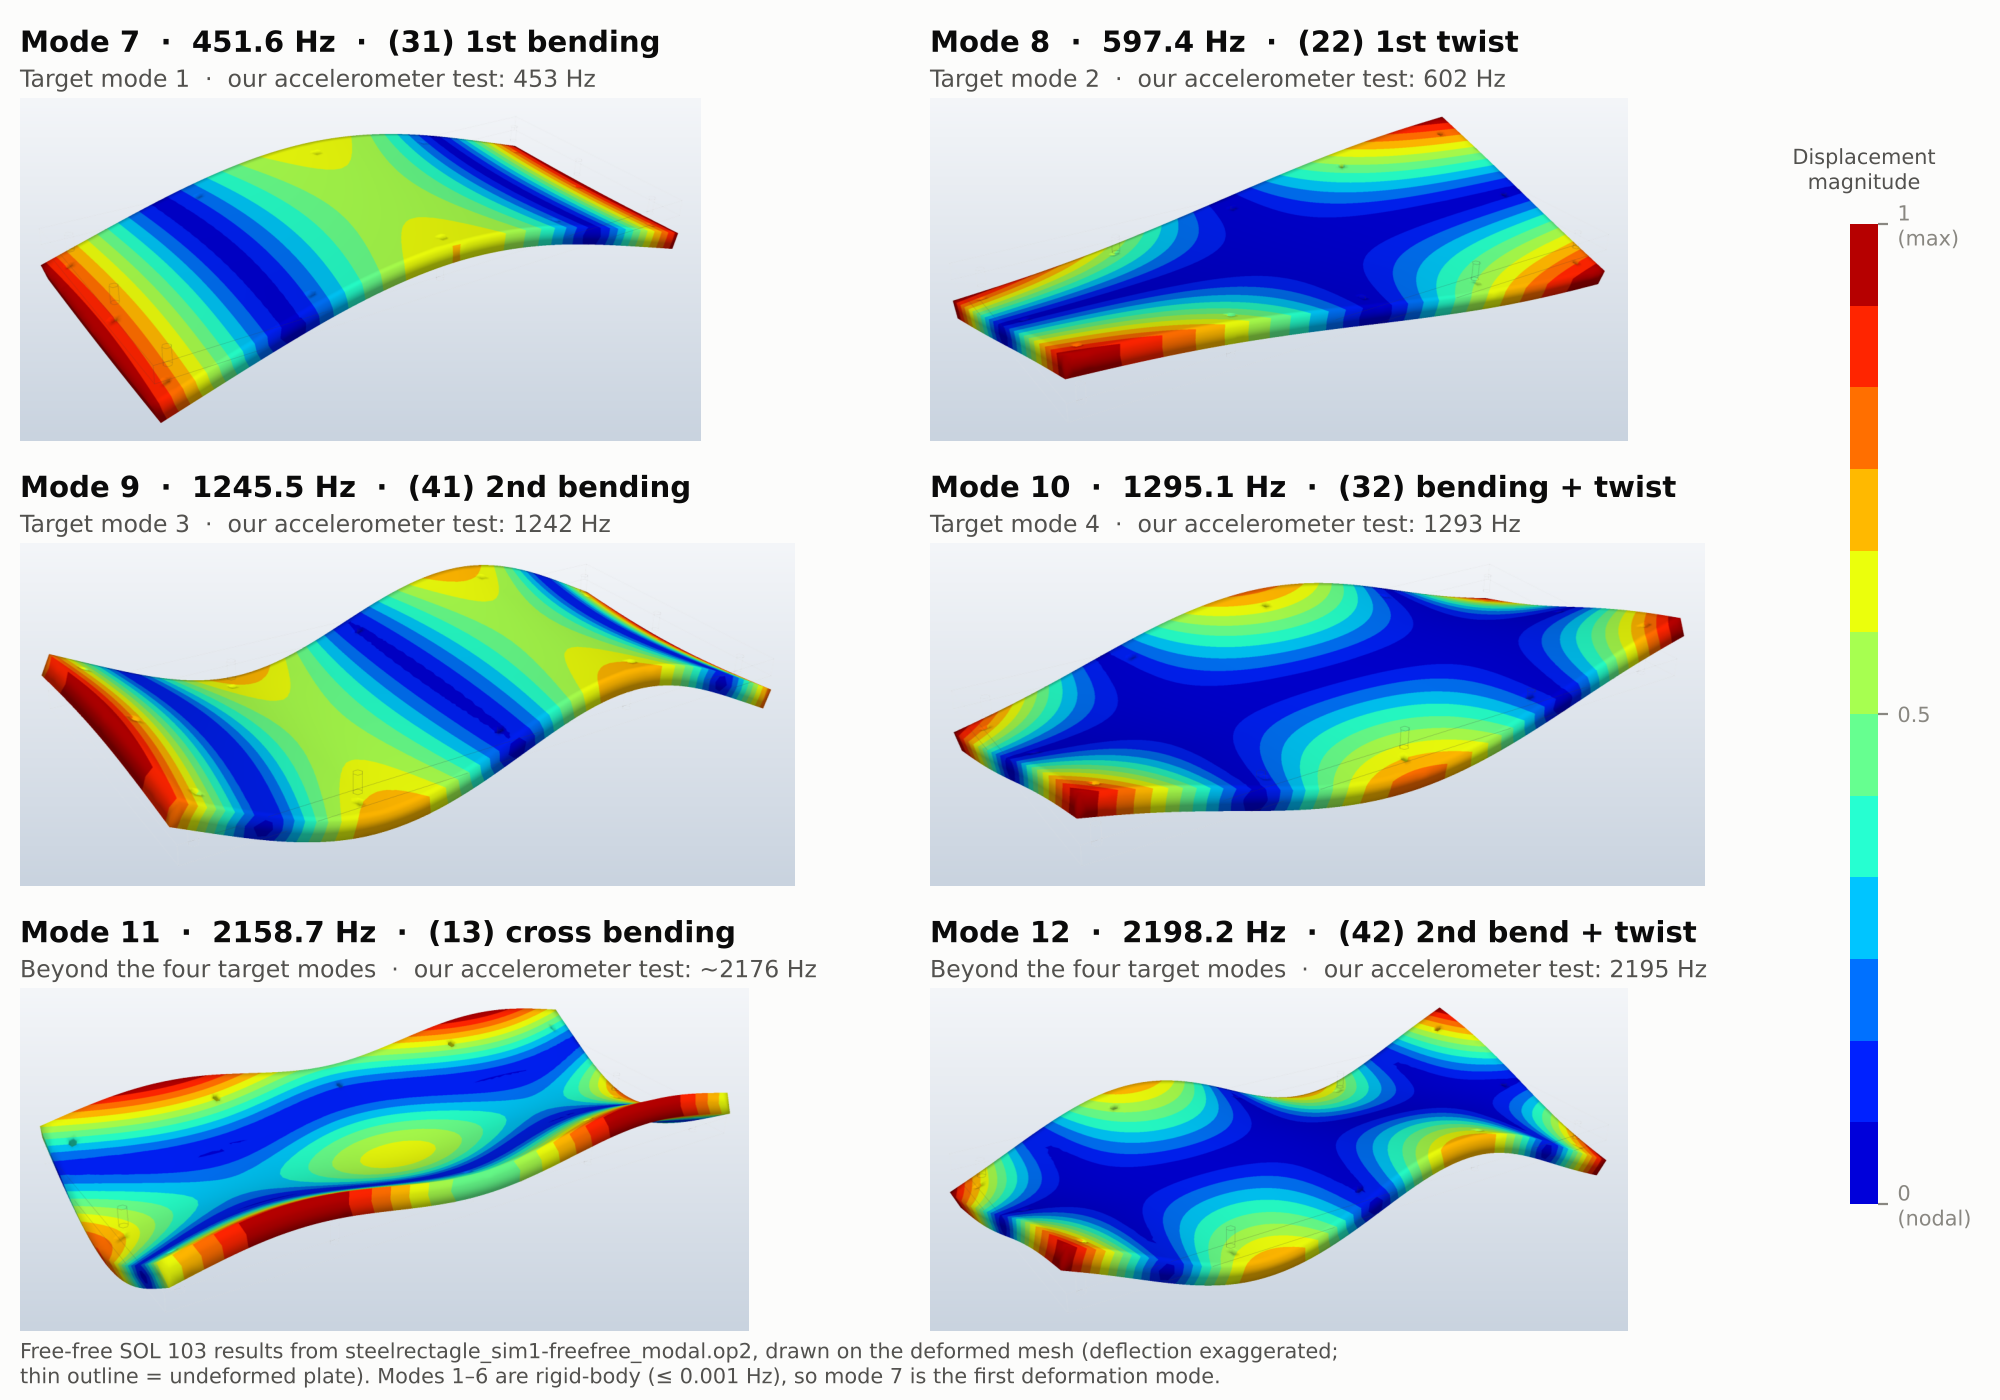 Mode 7 · 451.6 Hz · (31) 1st bending
Target mode 1 · our accelerometer test: 453 Hz
Mode 8 · 597.4 Hz · (22) 1st twist
Target mode 2 · our accelerometer test: 602 Hz
Displacement
magnitude
1
(max)
0.5
0
(nodal)
Mode 9 · 1245.5 Hz · (41) 2nd bending
Target mode 3 · our accelerometer test: 1242 Hz
Mode 10 · 1295.1 Hz · (32) bending + twist
Target mode 4 · our accelerometer test: 1293 Hz
Mode 11 · 2158.7 Hz · (13) cross bending
Beyond the four target modes · our accelerometer test: ~2176 Hz
Mode 12 · 2198.2 Hz · (42) 2nd bend + twist
Beyond the four target modes · our accelerometer test: 2195 Hz
Free-free SOL 103 results from steelrectagle_sim1-freefree_modal.op2, drawn on the deformed mesh (deflection exaggerated;
thin outline = undeformed plate). Modes 1–6 are rigid-body (≤ 0.001 Hz), so mode 7 is the first deformation mode.